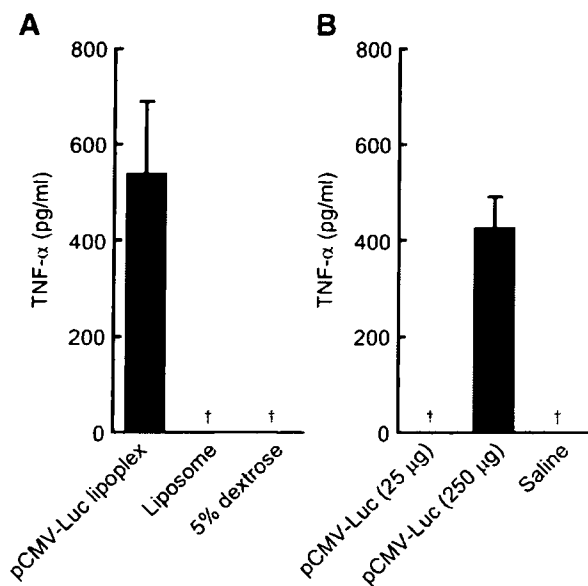 A
TNF-α (pg/ml)
800
600
400
200
0
†
†
pCMV-Luc lipoplex
Liposome
5% dextrose
B
TNF-α (pg/ml)
800
600
400
200
0
†
†
pCMV-Luc (25 µg)
pCMV-Luc (250 µg)
Saline